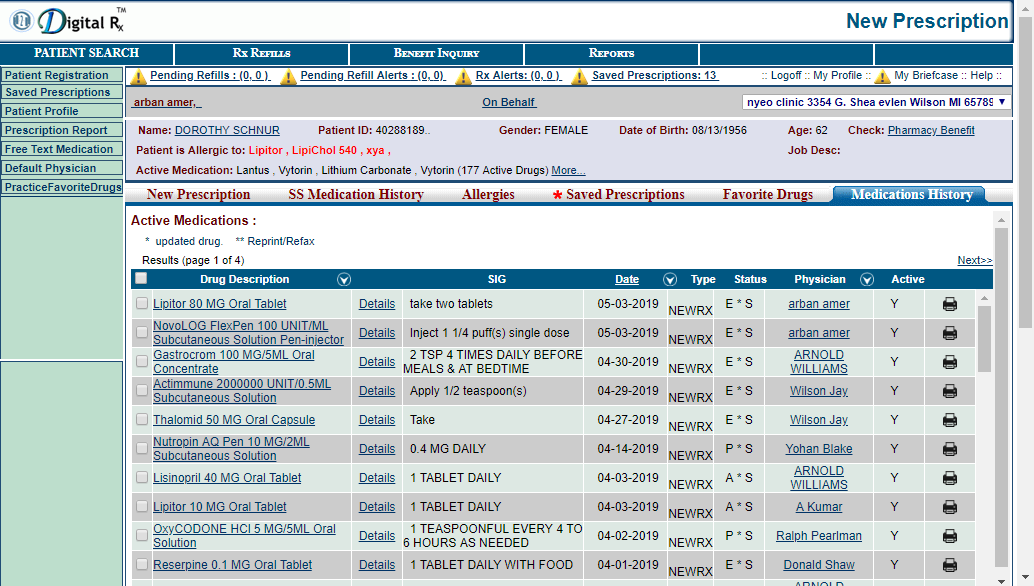 Digital Rx TM
New Prescription
PATIENT SEARCH
RX REFILLS
BENEFIT INQUIRY
REPORTS
Patient Registration
Saved Prescriptions
Patient Profile
Prescription Report
Free Text Medication
Default Physician
PracticeFavoriteDrugs
Pending Refills : (0, 0 )
Pending Refill Alerts : (0, 0)
Rx Alerts: (0, 0 )
Saved Prescriptions: 13
:: Logoff :: My Profile :: My Briefcase :: Help ::
arban amer,
On Behalf
nyeo clinic 3354 G. Shea evlen Wilson MI 65789
Name: DOROTHY SCHNUR Patient ID: 40288189.. Gender: FEMALE Date of Birth: 08/13/1956 Age: 62 Check: Pharmacy Benefit
Patient is Allergic to: Lipitor , LipiChol 540 , xya , Job Desc:
Active Medication: Lantus , Vytorin , Lithium Carbonate , Vytorin (177 Active Drugs) More...
New Prescription SS Medication History Allergies * Saved Prescriptions Favorite Drugs Medications History
Active Medications :
* updated drug. ** Reprint/Refax
Results (page 1 of 4) Next>>
Drug Description SIG Date Type Status Physician Active
Lipitor 80 MG Oral Tablet Details take two tablets 05-03-2019 NEWRX E * S arban amer Y
NovoLOG FlexPen 100 UNIT/ML
Subcutaneous Solution Pen-injector Details Inject 1 1/4 puff(s) single dose 05-03-2019 NEWRX E * S arban amer Y
Gastrocrom 100 MG/5ML Oral
Concentrate Details 2 TSP 4 TIMES DAILY BEFORE
MEALS & AT BEDTIME 04-30-2019 NEWRX E * S ARNOLD
WILLIAMS Y
Actimmune 2000000 UNIT/0.5ML
Subcutaneous Solution Details Apply 1/2 teaspoon(s) 04-29-2019 NEWRX E * S Wilson Jay Y
Thalomid 50 MG Oral Capsule Details Take 04-27-2019 NEWRX E * S Wilson Jay Y
Nutropin AQ Pen 10 MG/2ML
Subcutaneous Solution Details 0.4 MG DAILY 04-14-2019 NEWRX P * S Yohan Blake Y
Lisinopril 40 MG Oral Tablet Details 1 TABLET DAILY 04-03-2019 NEWRX A * S ARNOLD
WILLIAMS Y
Lipitor 10 MG Oral Tablet Details 1 TABLET DAILY 04-03-2019 NEWRX A * S A Kumar Y
OxyCODONE HCl 5 MG/5ML Oral
Solution Details 1 TEASPOONFUL EVERY 4 TO
6 HOURS AS NEEDED 04-02-2019 NEWRX P * S Ralph Pearlman Y
Reserpine 0.1 MG Oral Tablet Details 1 TABLET DAILY WITH FOOD 04-01-2019 NEWRX E * S Donald Shaw Y